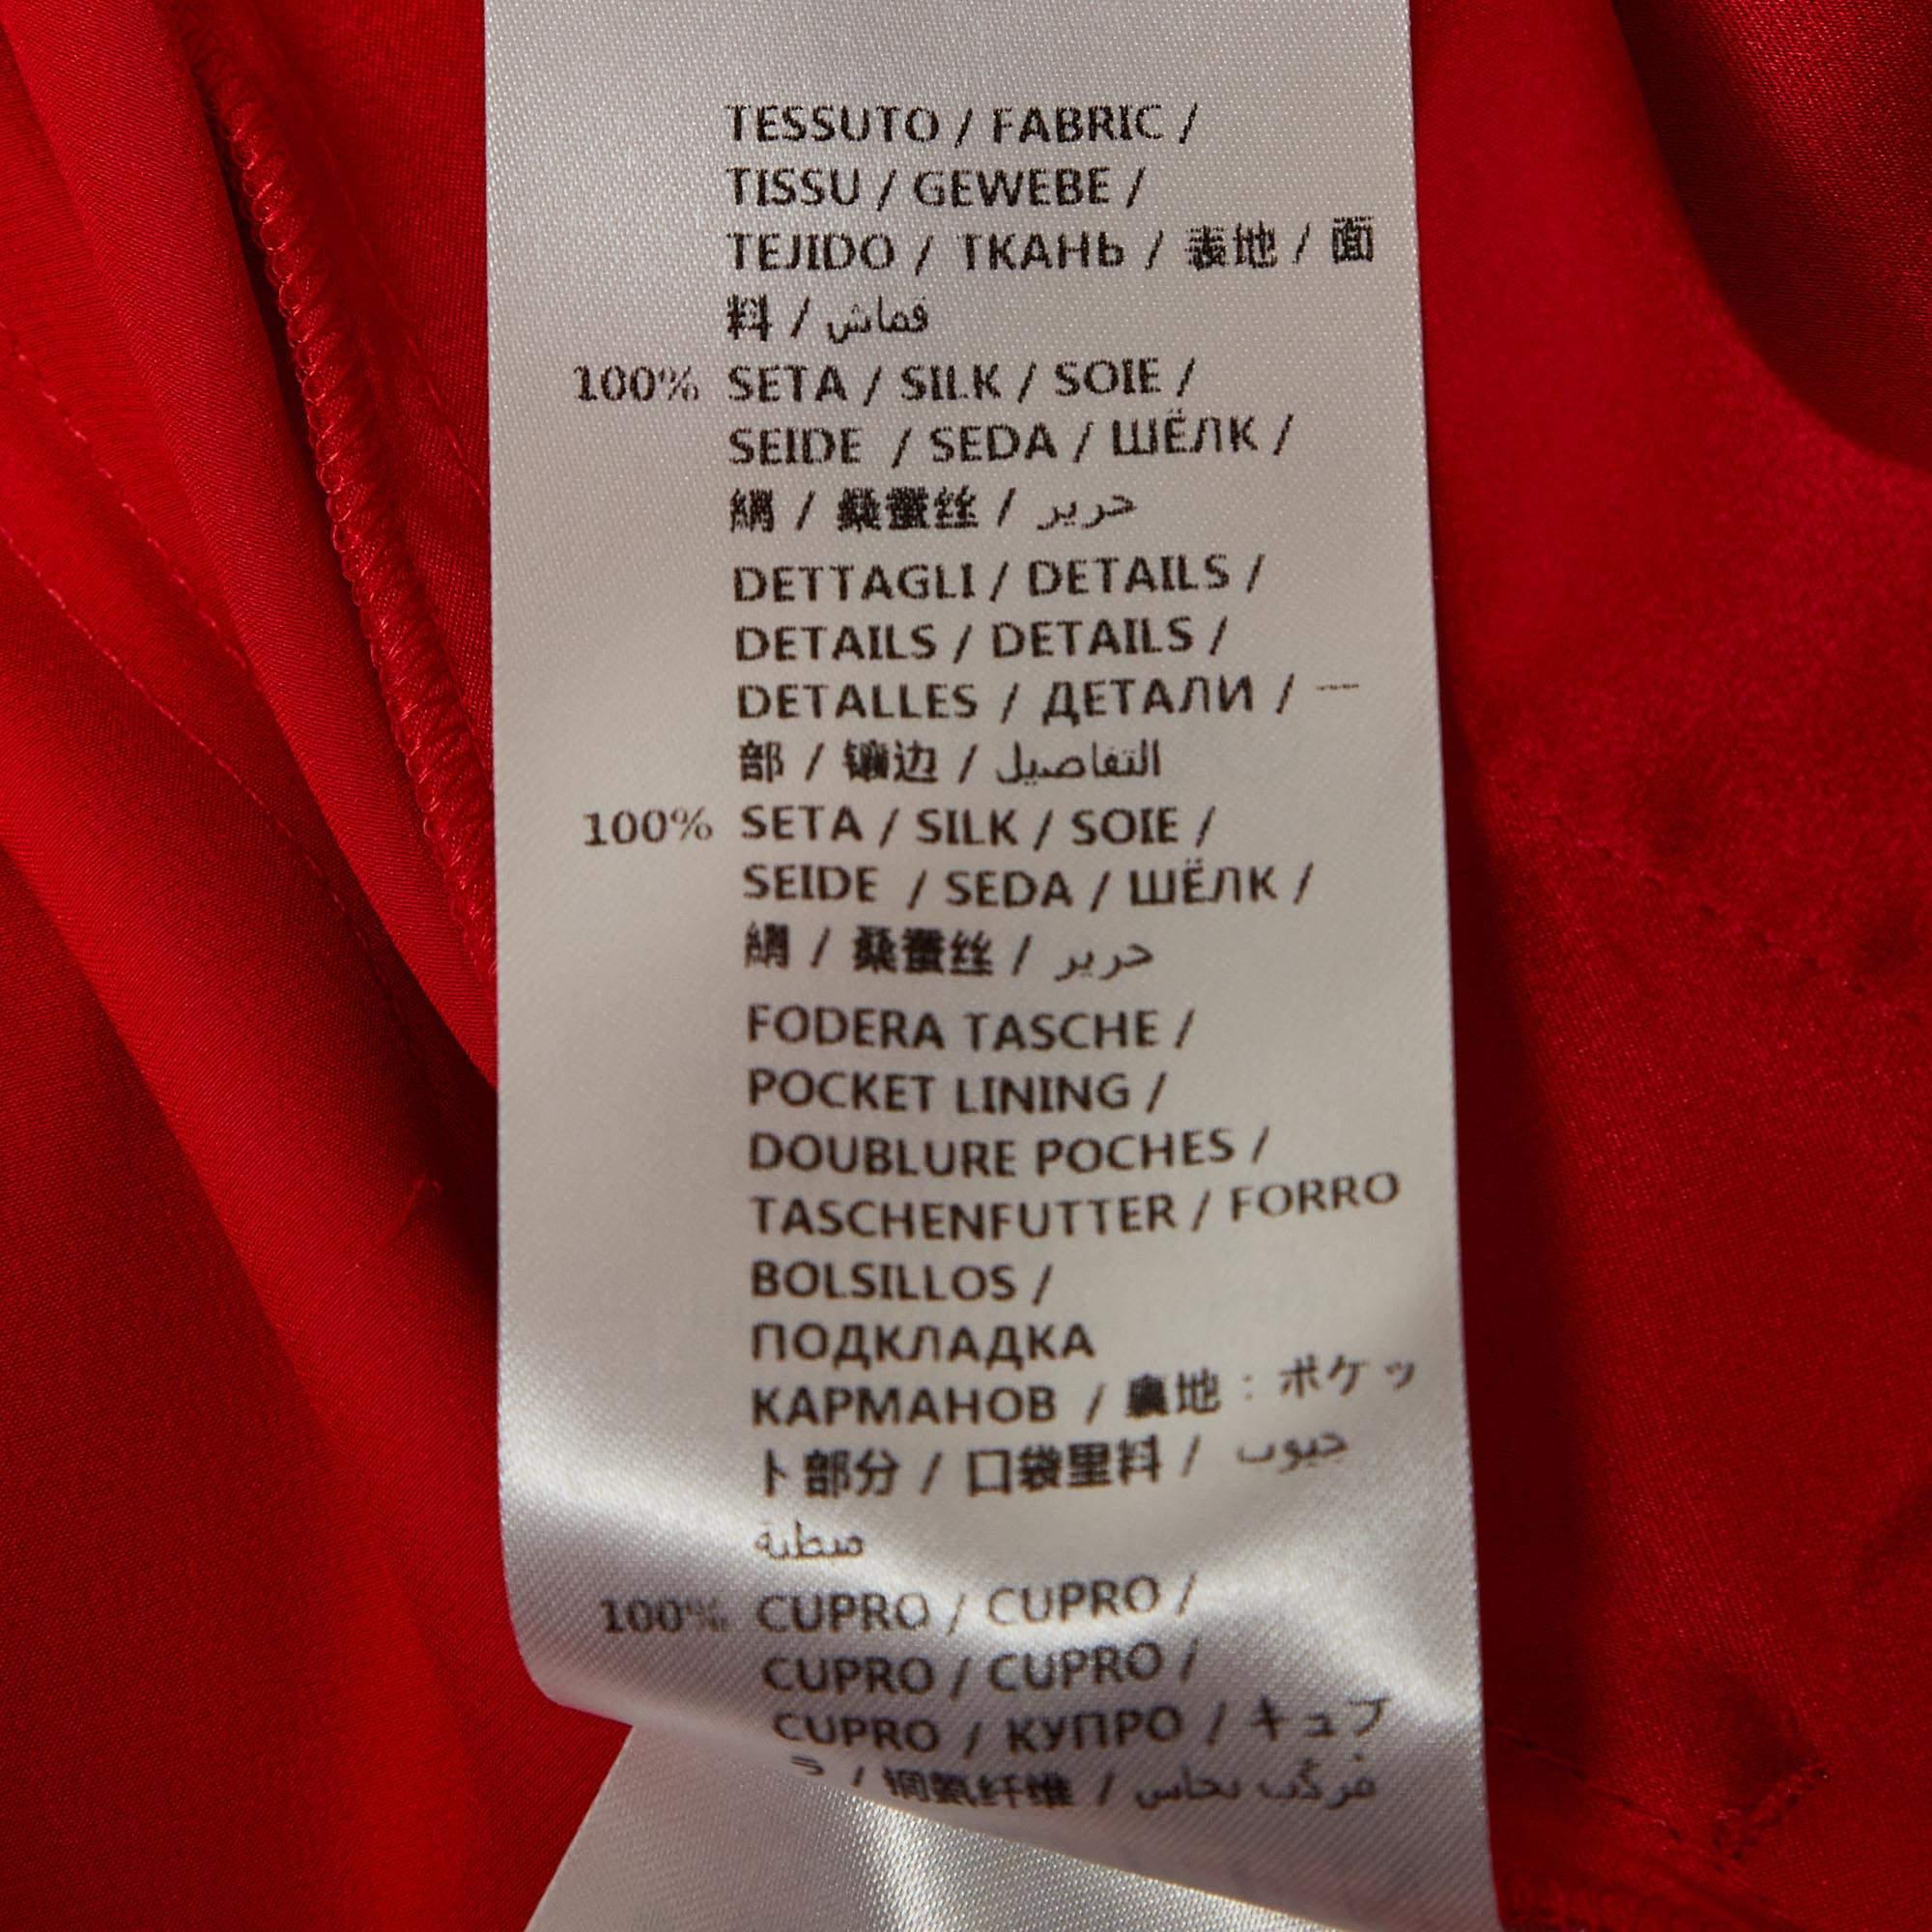 TESSUTO / FABRIC /
TISSU / GEWEBE /
TEJIDO / ТКАНЬ / 表地 / 面
料 / قماش
100% SETA / SILK / SOIE /
SEIDE / SEDA / ШЁЛК /
絹 / 桑蚕丝 / حرير
DETTAGLI / DETAILS /
DETAILS / DETAILS /
DETALLES / ДЕТАЛИ / 一
部 / 镶边 / التفاصيل
100% SETA / SILK / SOIE /
SEIDE / SEDA / ШЁЛК /
絹 / 桑蚕丝 / حرير
FODERA TASCHE /
POCKET LINING /
DOUBLURE POCHES /
TASCHENFUTTER / FORRO
BOLSILLOS /
ПОДКЛАДКА
КАРМАНОВ / 裏地 : ポケッ
ト部分 / 口袋里料 / جيوب
مبطنة
100% CUPRO / CUPRO /
CUPRO / CUPRO /
CUPRO / КУПРО / キュプ
ラ / 铜氨纤维 / مركب نحاس